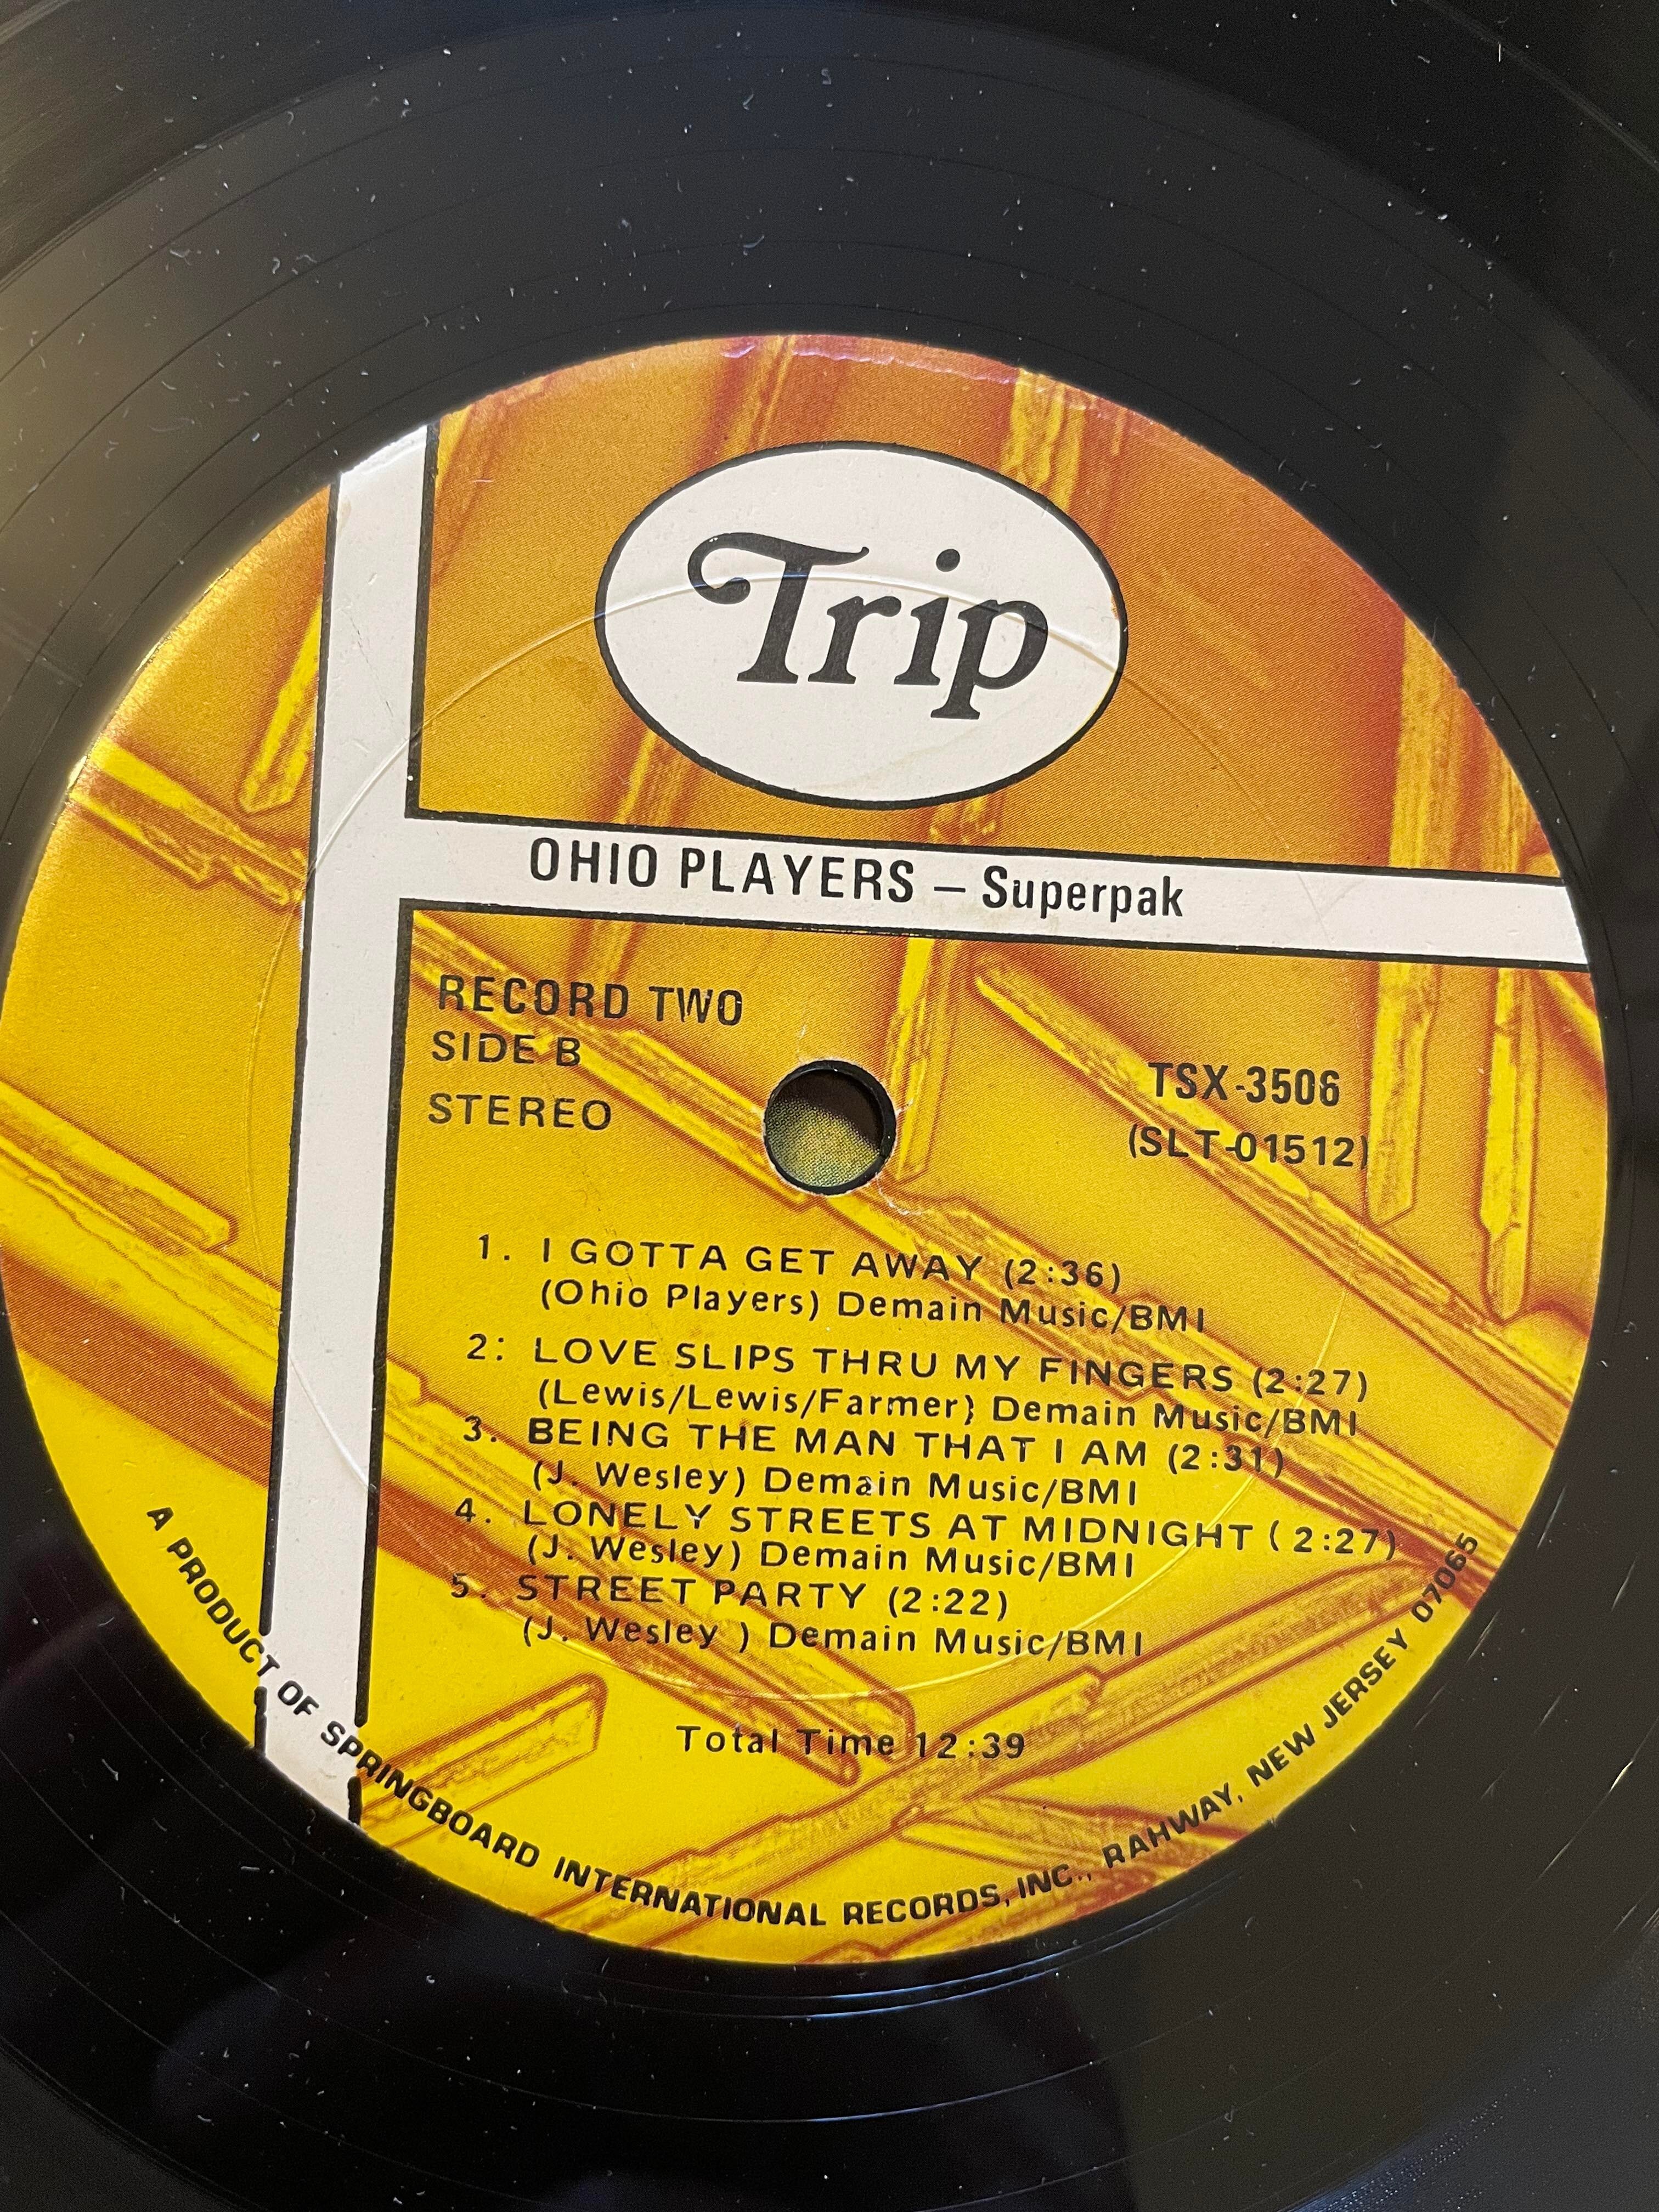 Trip
OHIO PLAYERS – Superpak
RECORD TWO
SIDE B
STEREO
TSX-3506
(SLT-01512)
1. I GOTTA GET AWAY (2:36)
(Ohio Players) Demain Music/BMI
2: LOVE SLIPS THRU MY FINGERS (2:27)
(Lewis/Lewis/Farmer} Demain Music/BMI
3. BEING THE MAN THAT I AM (2:31)
(J. Wesley) Demain Music/BMI
4. LONELY STREETS AT MIDNIGHT (2:27)
(J. Wesley) Demain Music/BMI
5. STREET PARTY (2:22)
(J. Wesley ) Demain Music/BMI
Total Time 12:39
A PRODUCT OF SPRINGBOARD INTERNATIONAL RECORDS, INC., RAHWAY, NEW JERSEY 07065